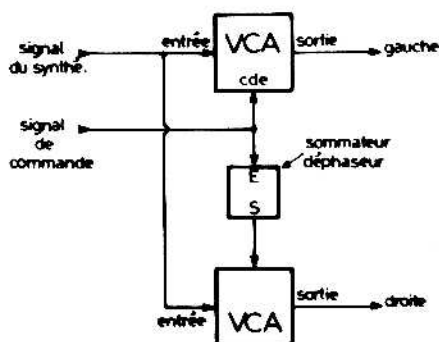 signal
du synthé.
entrée
VCA
cde
sortie
gauche
signal
de
commande
sommateur
déphaseur
E
S
entrée
VCA
sortie
droite